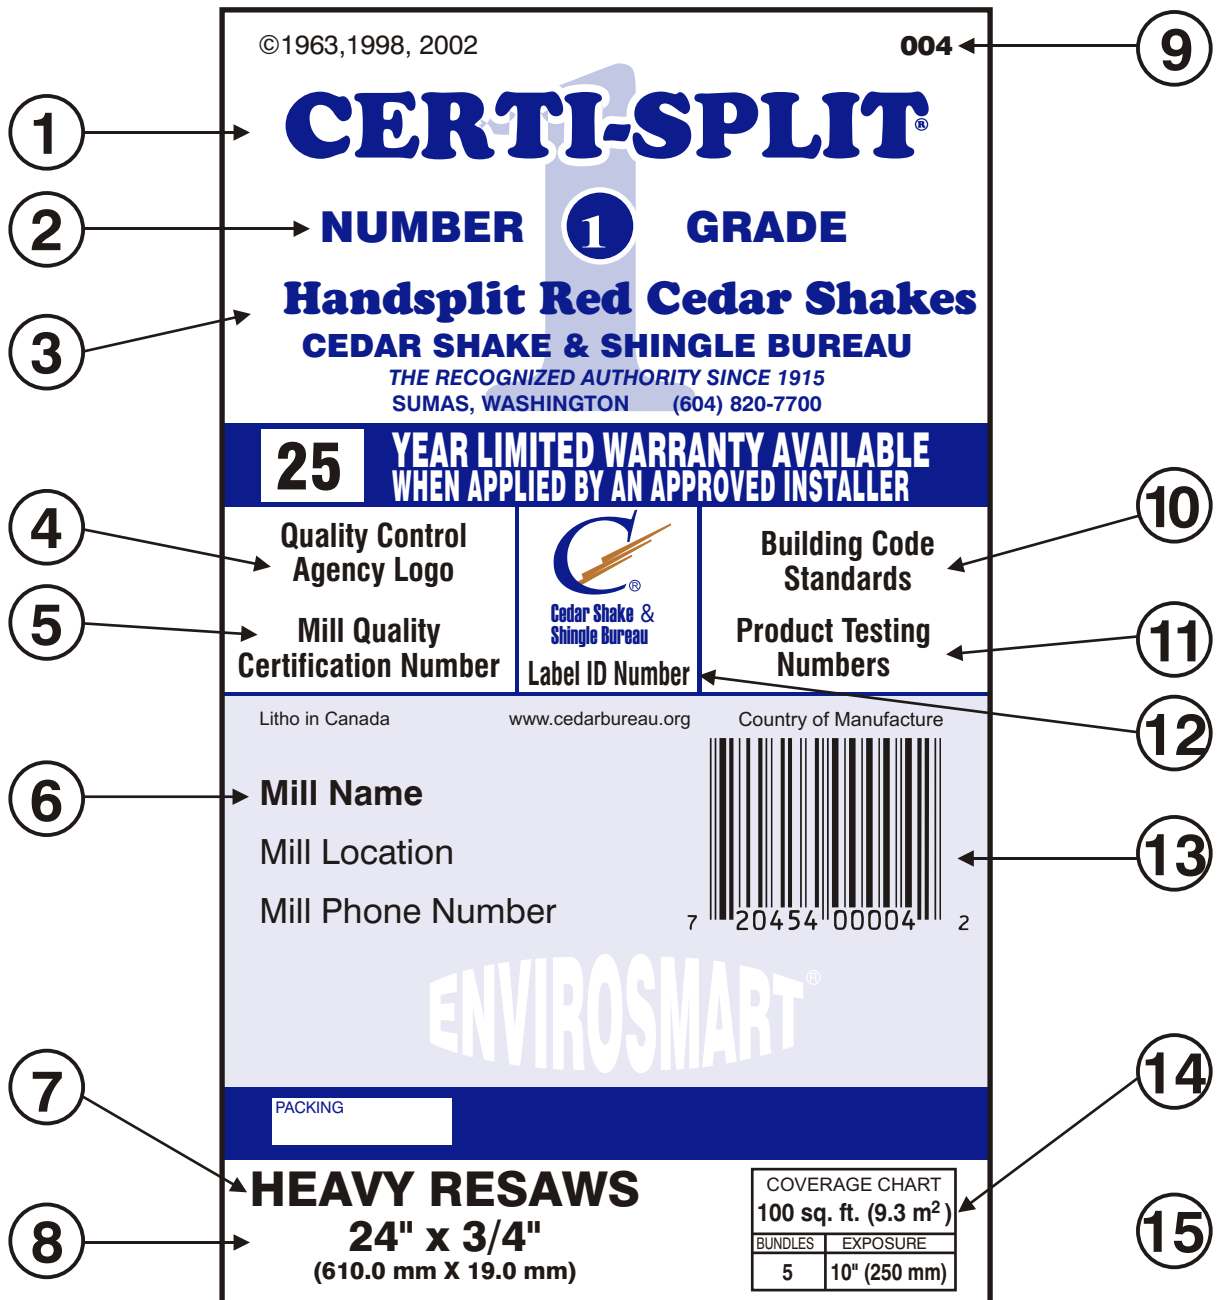 ©1963,1998, 2002
004
9
1
CERTI-SPLIT®
2
NUMBER 1 GRADE
3
Handsplit Red Cedar Shakes
CEDAR SHAKE & SHINGLE BUREAU
THE RECOGNIZED AUTHORITY SINCE 1915
SUMAS, WASHINGTON (604) 820-7700
25
YEAR LIMITED WARRANTY AVAILABLE
WHEN APPLIED BY AN APPROVED INSTALLER
4
Quality Control
Agency Logo
5
Mill Quality
Certification Number
C®
Cedar Shake &
Shingle Bureau
Label ID Number
Building Code
Standards
10
Product Testing
Numbers
11
12
Litho in Canada
www.cedarbureau.org
Country of Manufacture
6
Mill Name
Mill Location
Mill Phone Number
7 20454 00004 2
13
ENVIROSMART®
7
PACKING
14
HEAVY RESAWS
8
24" x 3/4"
(610.0 mm X 19.0 mm)
COVERAGE CHART
100 sq. ft. (9.3 m2)
BUNDLES EXPOSURE
5 10" (250 mm)
15